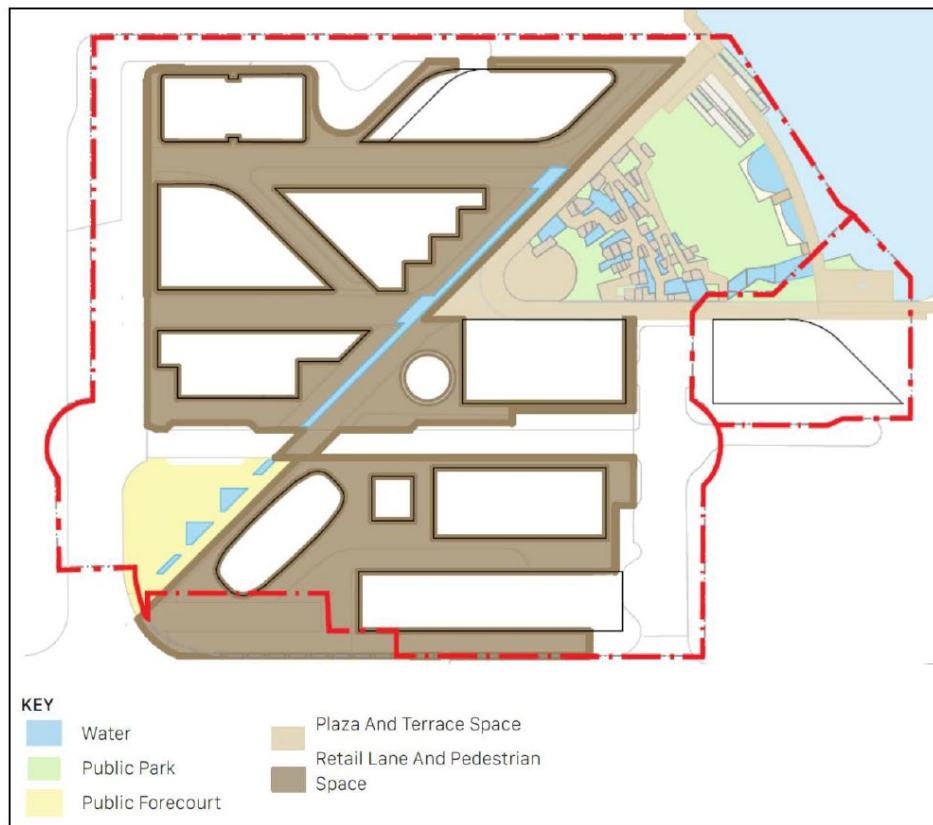 KEY
Water
Public Park
Public Forecourt
Plaza And Terrace Space
Retail Lane And Pedestrian
Space